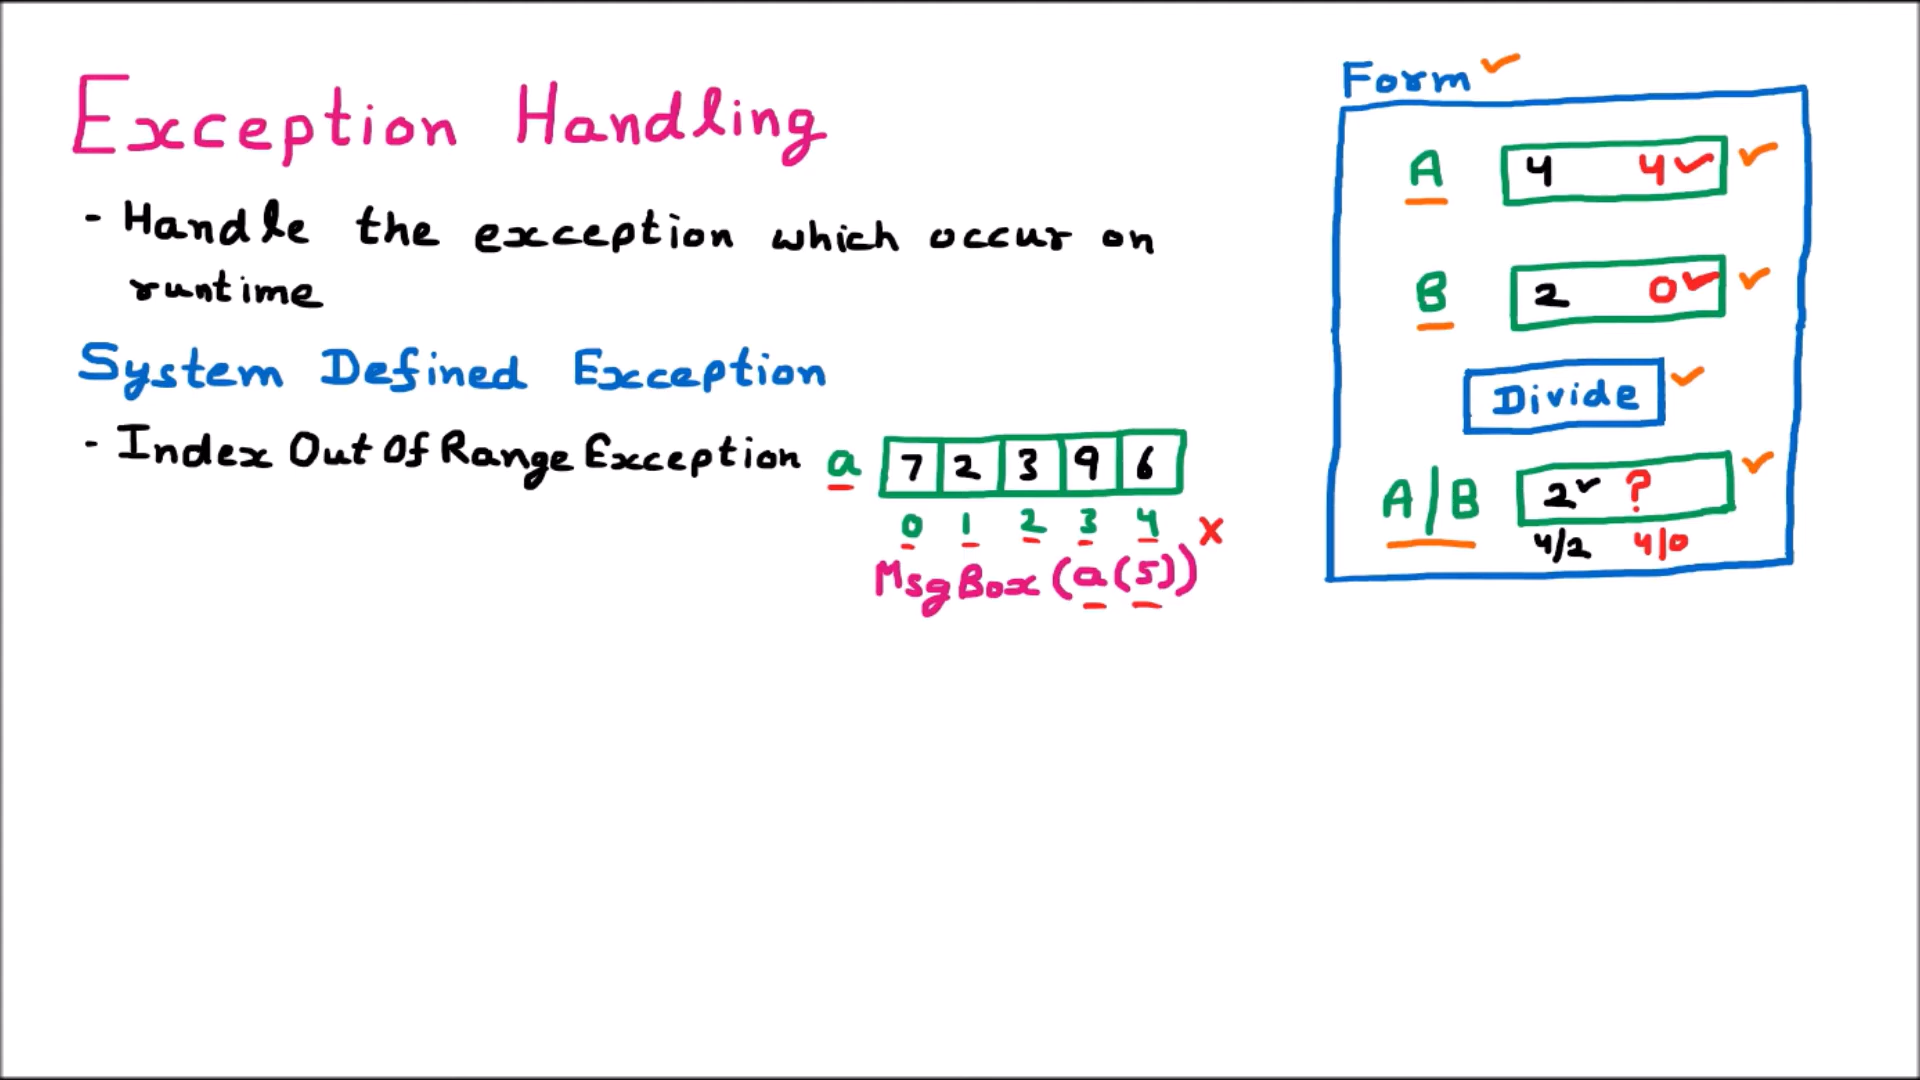 Exception Handling
- Handle the exception which occur on
runtime
System Defined Exception
- Index Out Of Range Exception
a 7 2 3 9 6
0 1 2 3 4 x
MsgBox (a(5))
Form ✓
A 4 4✓ ✓
B 2 0✓ ✓
Divide ✓
A/B 2✓ ? ✓
4/2 4/0